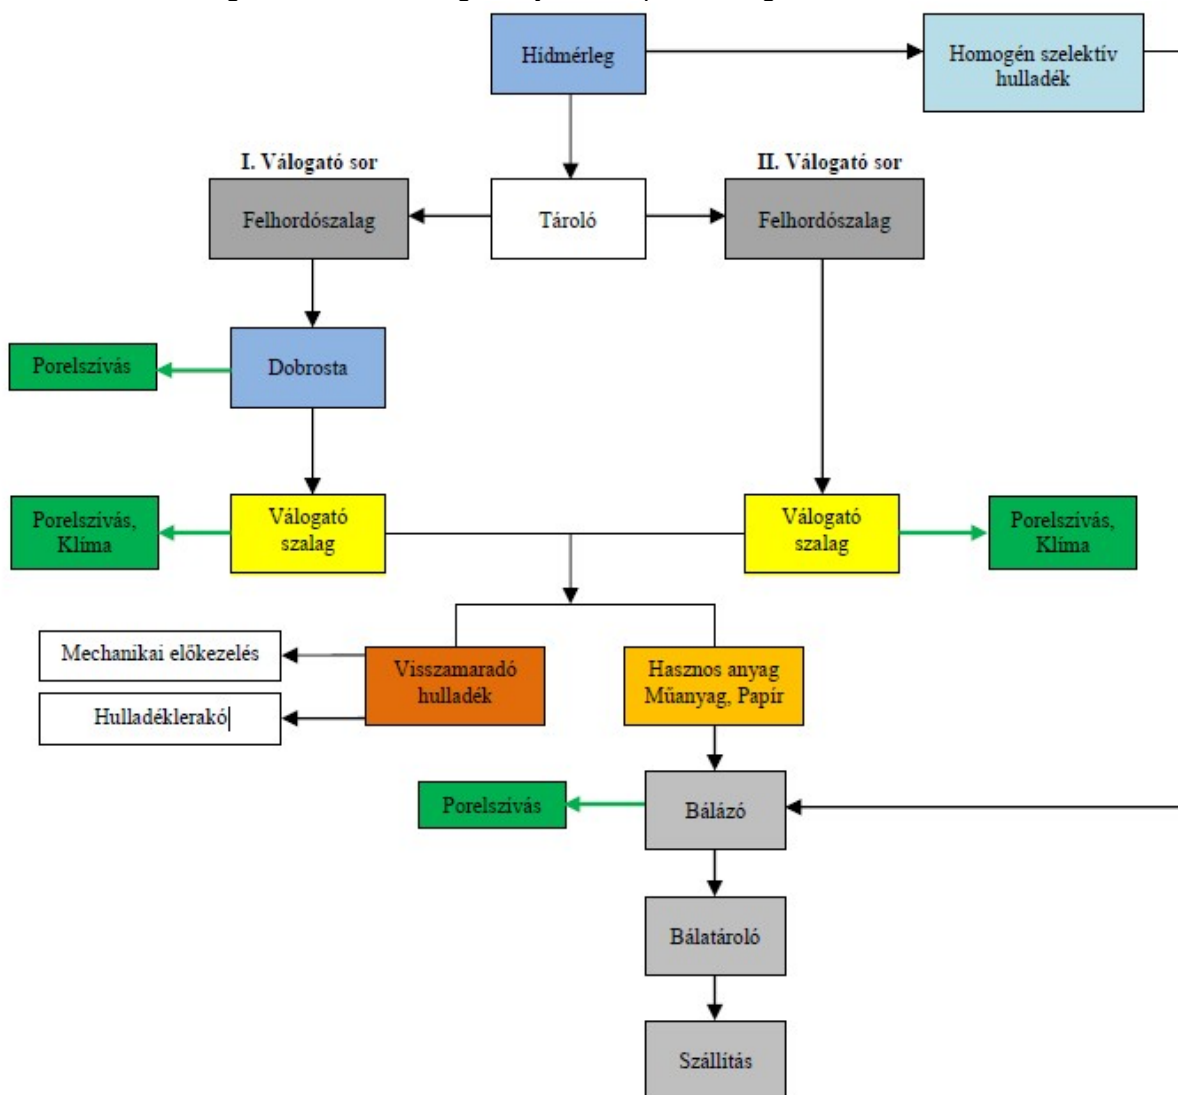 Hídmérleg
Homogén szelektív
hulladék
I. Válogató sor
II. Válogató sor
Felhordószalag
Tároló
Felhordószalag
Porelszívás
Dobrosta
Porelszívás,
Klíma
Válogató
szalag
Válogató
szalag
Porelszívás,
Klíma
Mechanikai előkezelés
Hulladéklerakó
Visszamaradó
hulladék
Hasznos anyag
Műanyag, Papír
Porelszívás
Bálázó
Bálatároló
Szállítás